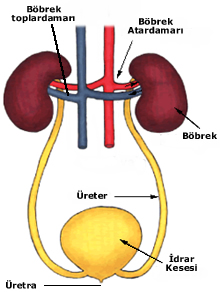 Böbrek
toplardamarı
Böbrek
Atardamarı
Böbrek
Üreter
İdrar
Kesesi
Üretra